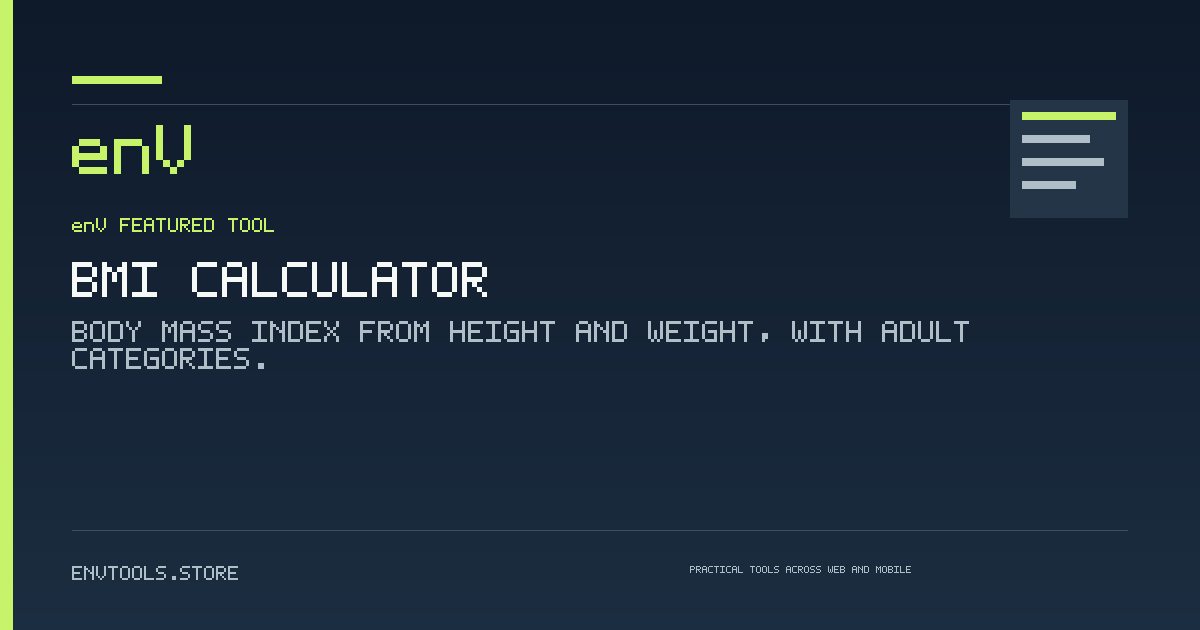 enV
enV FEATURED TOOL
BMI CALCULATOR
BODY MASS INDEX FROM HEIGHT AND WEIGHT, WITH ADULT
CATEGORIES.
ENVTOOLS.STORE
PRACTICAL TOOLS ACROSS WEB AND MOBILE